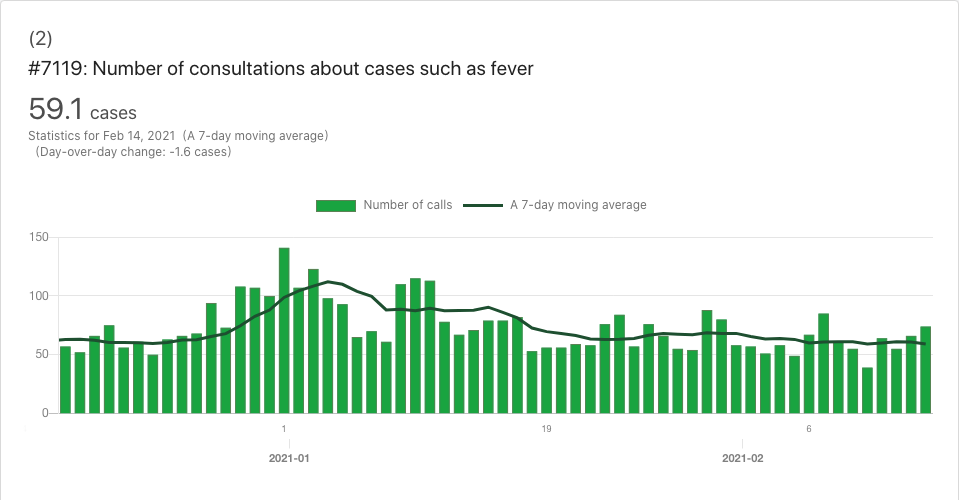 (2)
#7119: Number of consultations about cases such as fever
59.1 cases
Statistics for Feb 14, 2021 (A 7-day moving average)
(Day-over-day change: -1.6 cases)
Number of calls A 7-day moving average
150
100
50
0
1 19 6
2021-01 2021-02